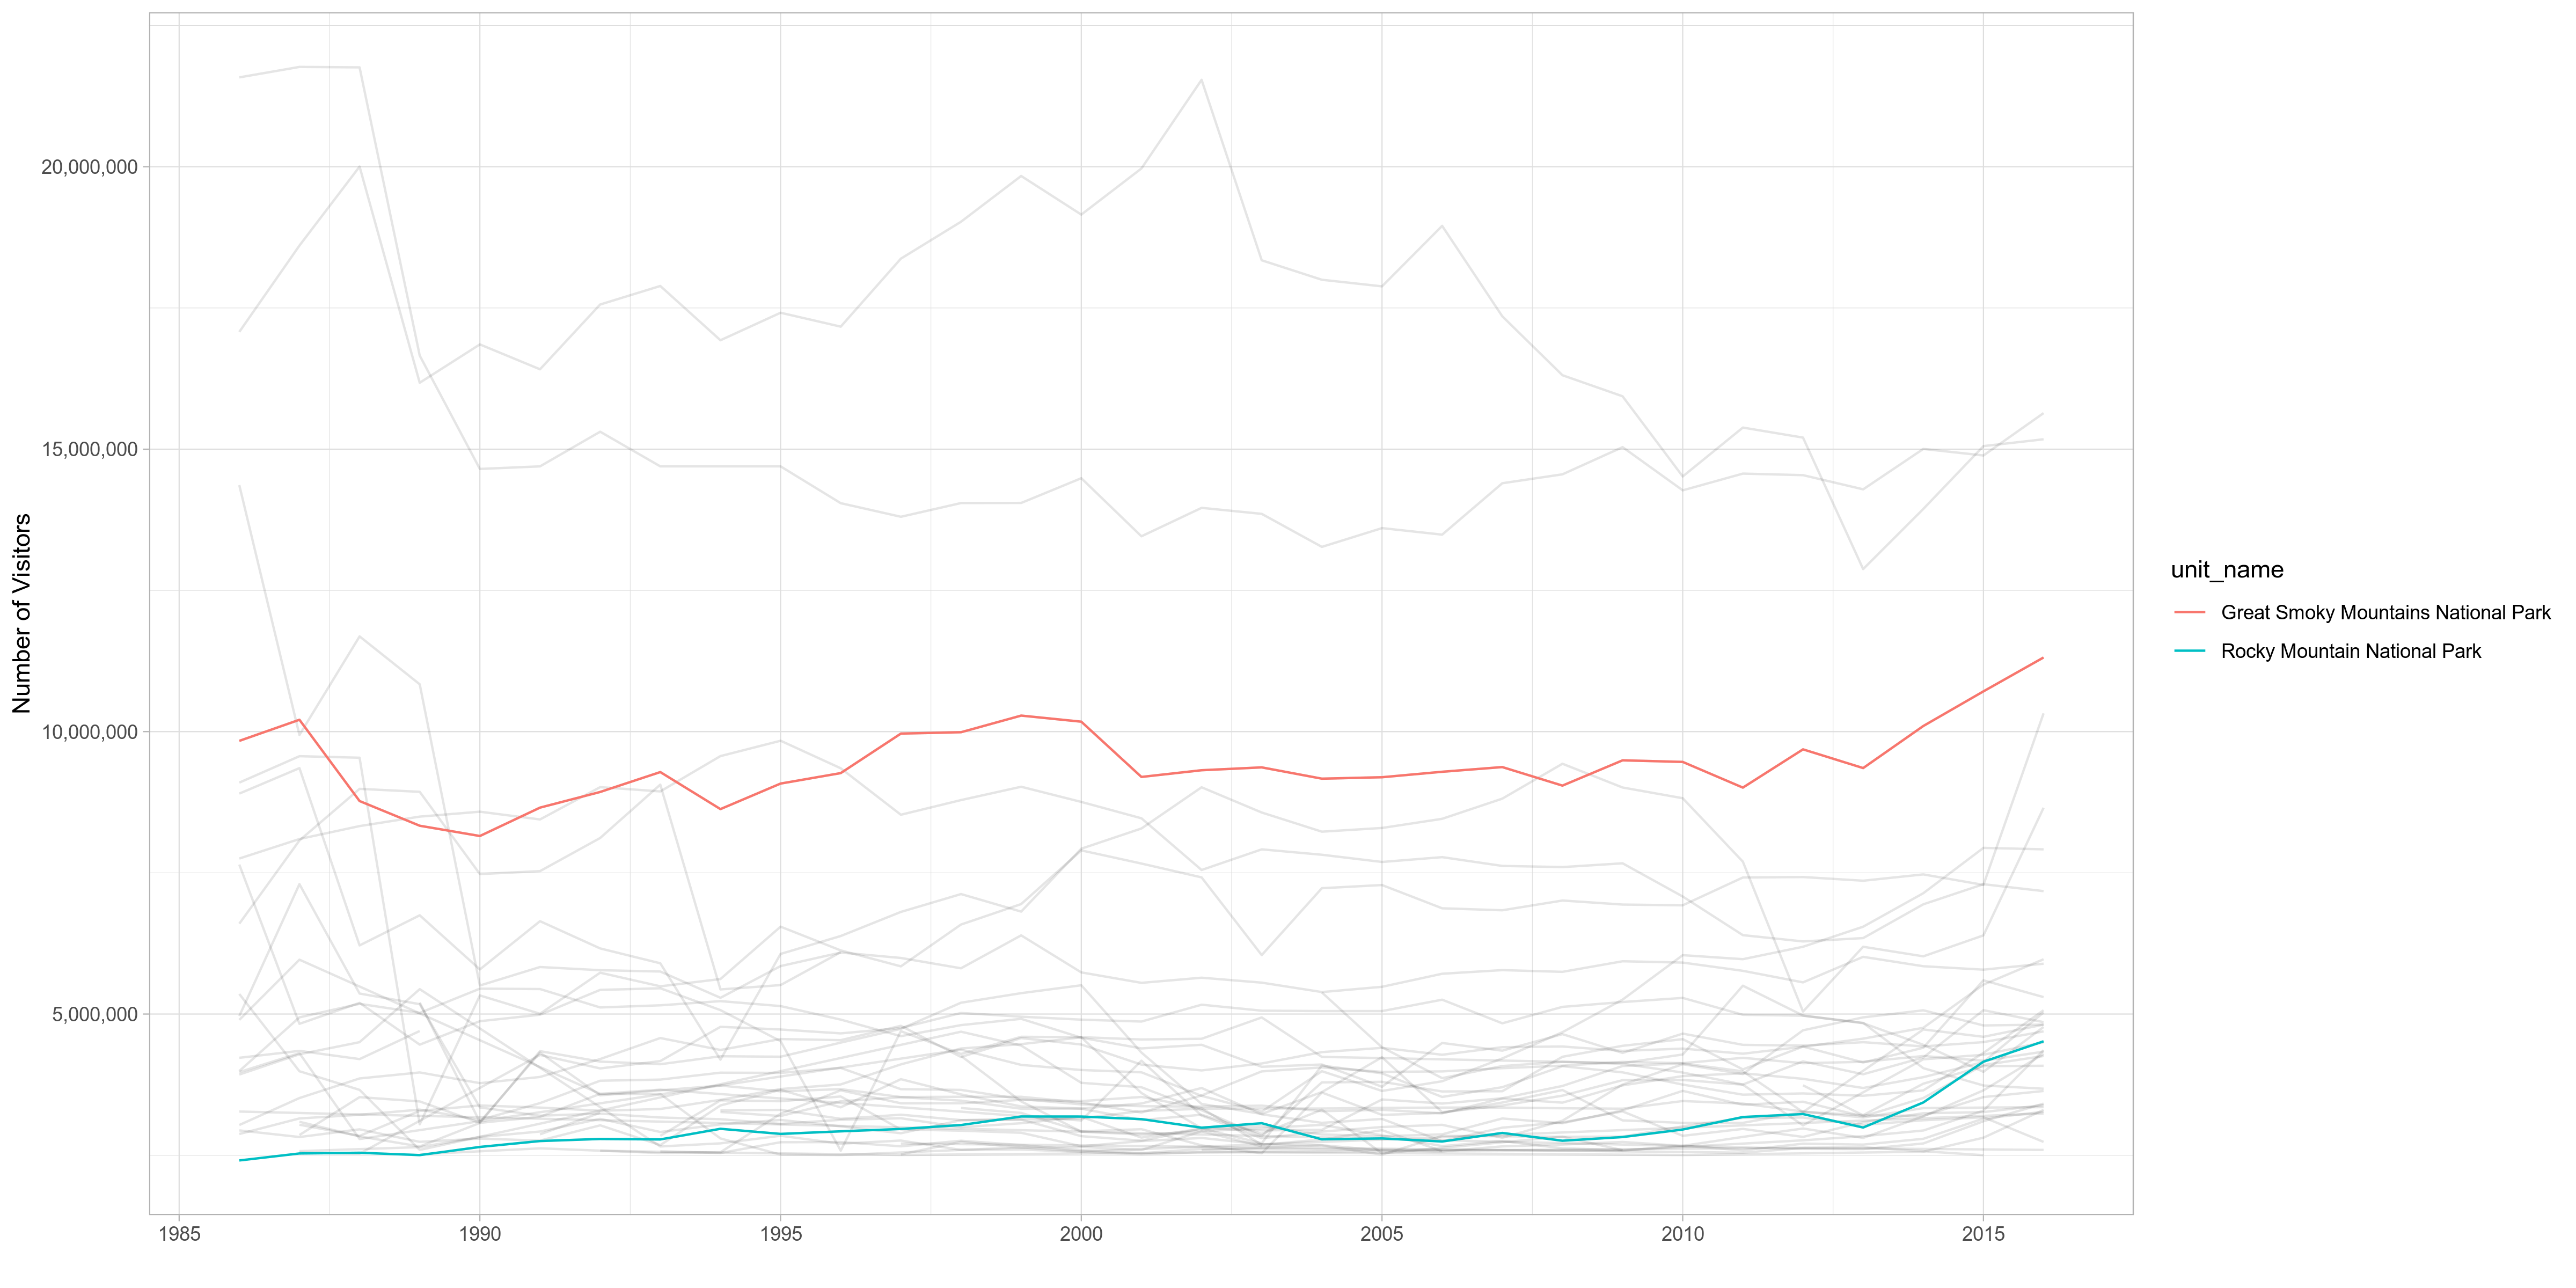 Number of Visitors
20,000,000
15,000,000
10,000,000
5,000,000
1985 1990 1995 2000 2005 2010 2015
unit_name
Great Smoky Mountains National Park
Rocky Mountain National Park